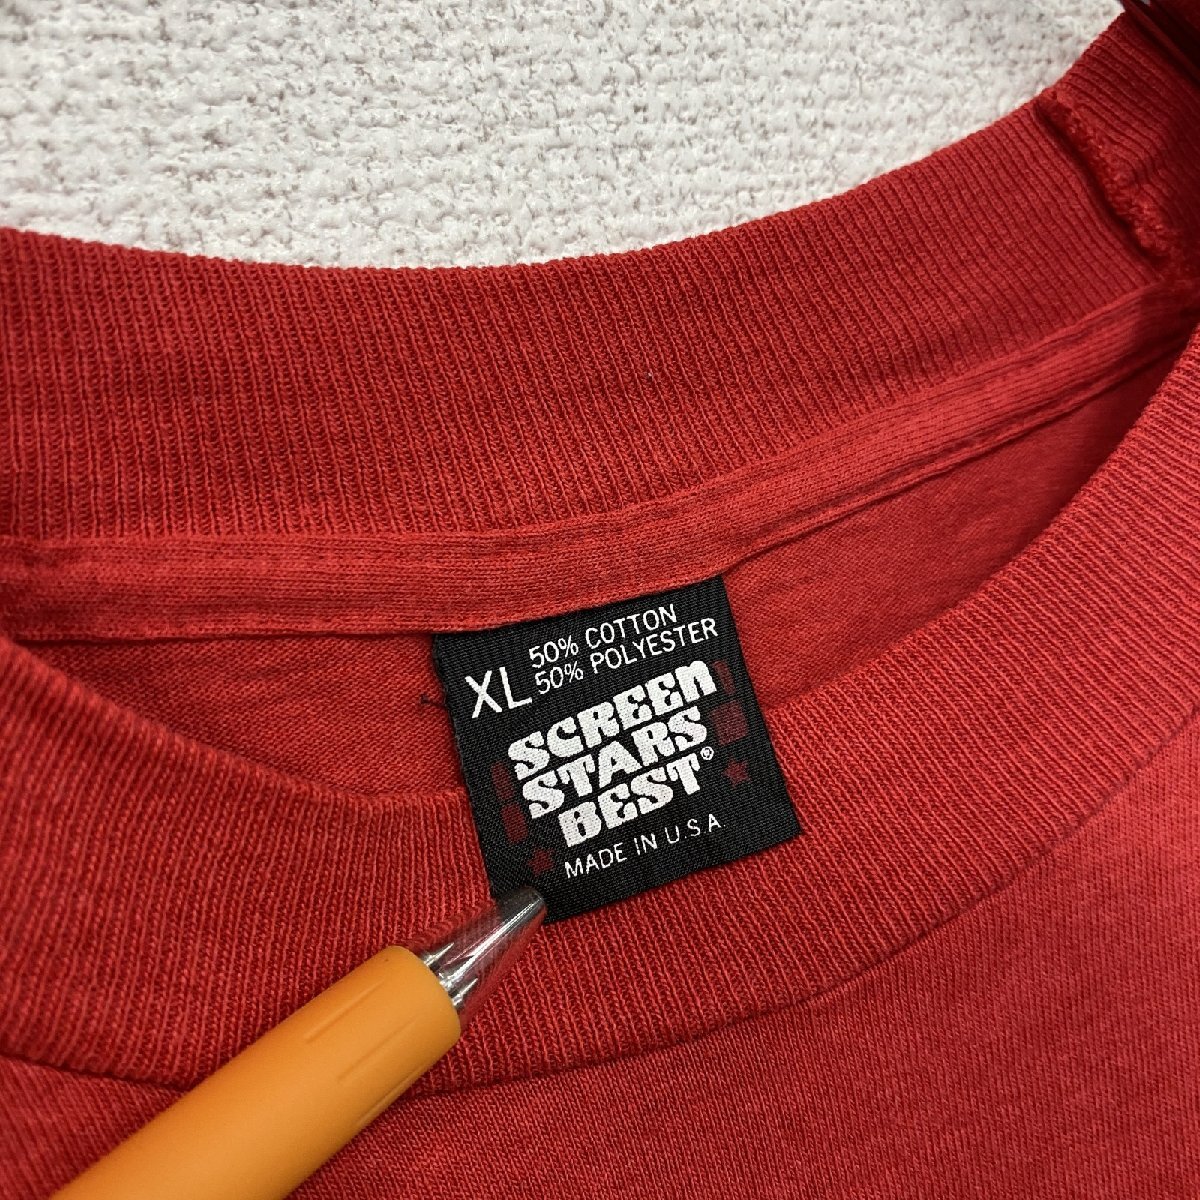 XL
50% COTTON
50% POLYESTER
SCREEN
STARS
BEST®
MADE IN U.S.A